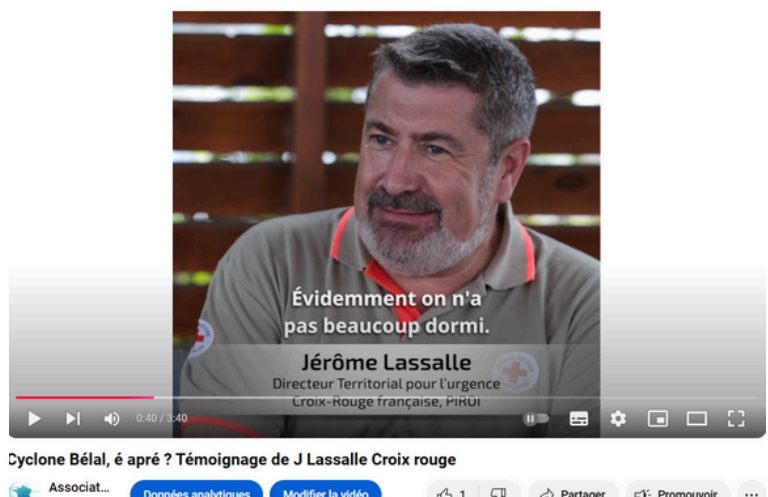 Évidemment on n'a
pas beaucoup dormi.
Jérôme Lassalle
Directeur Territorial pour l'urgence
Croix-Rouge française, PIROI
0:40 / 3:40
Cyclone Bélal, é apré ? Témoignage de J Lassalle Croix rouge
Associat...
Données analytiques
Modifier la vidéo
1
Partager
Promouvoir
...